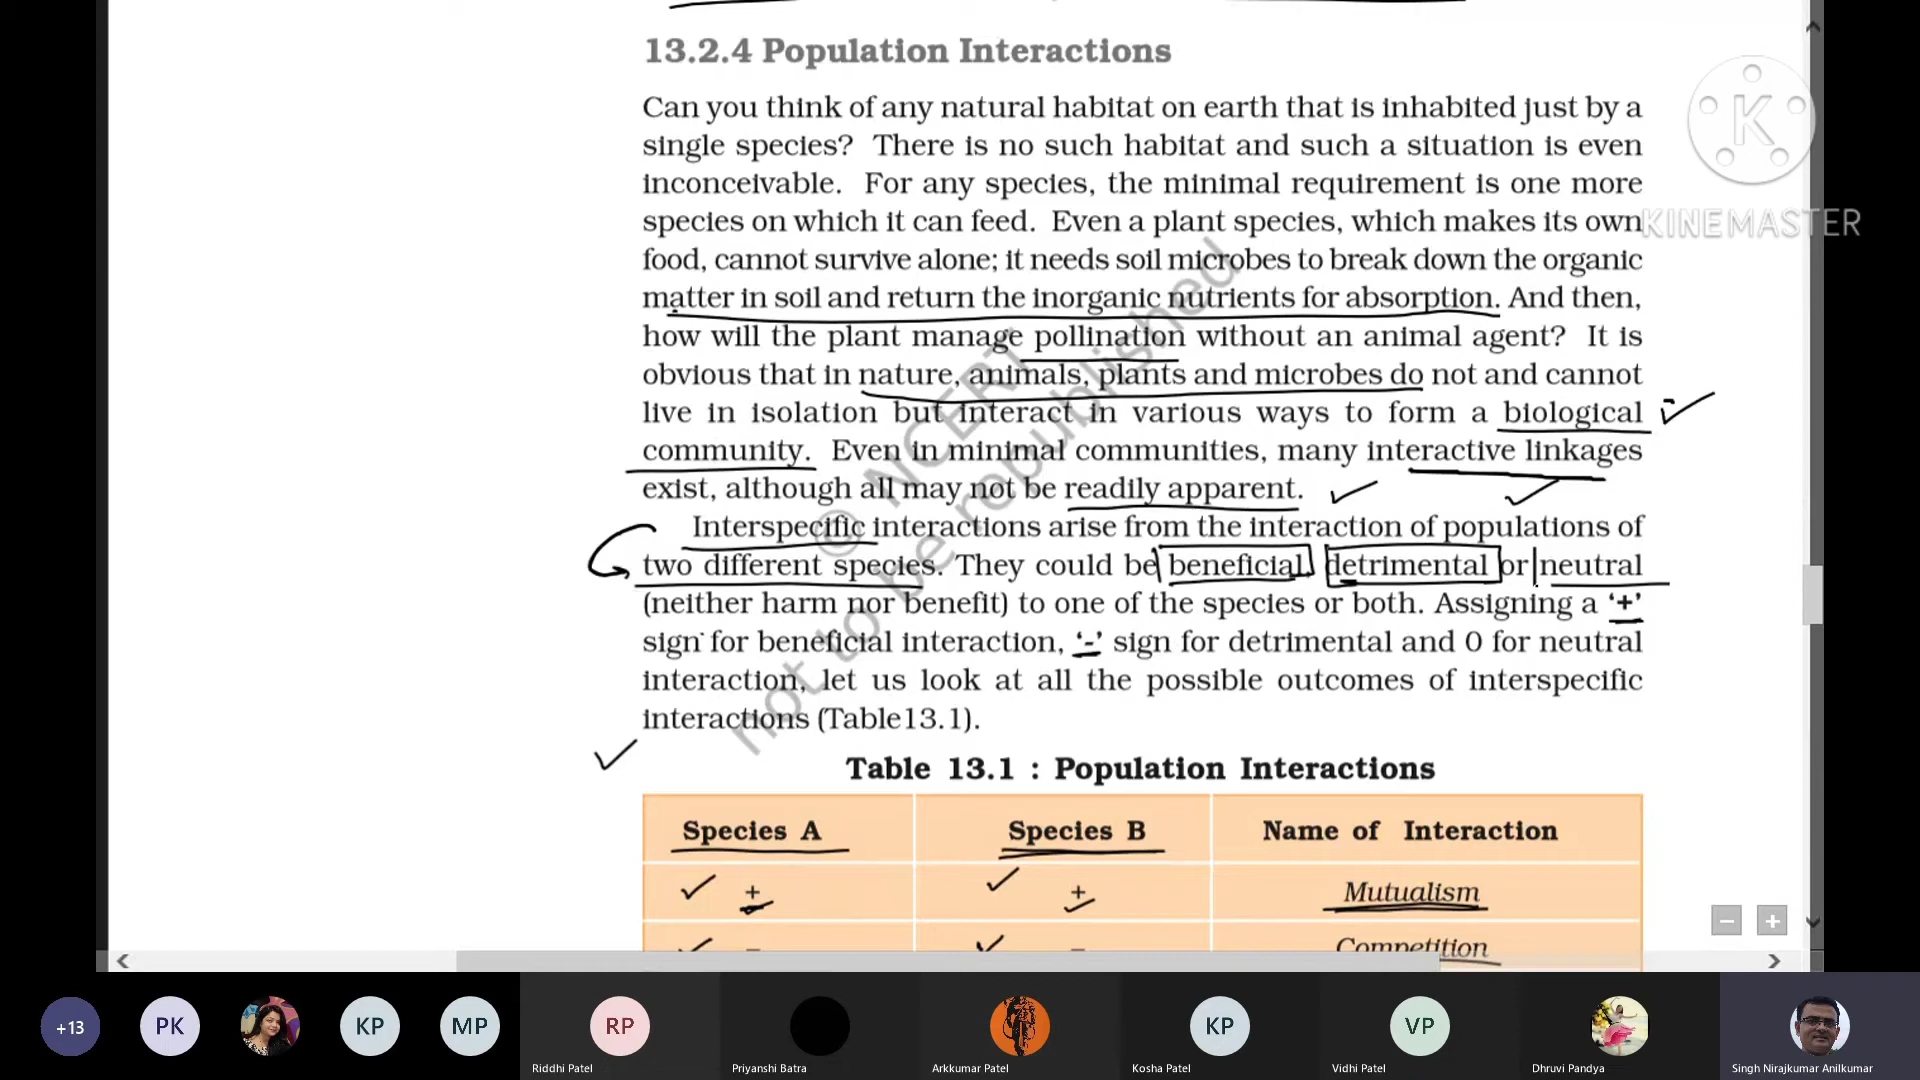 13.2.4 Population Interactions
Can you think of any natural habitat on earth that is inhabited just by a
single species? There is no such habitat and such a situation is even
inconceivable. For any species, the minimal requirement is one more
species on which it can feed. Even a plant species, which makes its own
food, cannot survive alone; it needs soil microbes to break down the organic
matter in soil and return the inorganic nutrients for absorption. And then,
how will the plant manage pollination without an animal agent? It is
obvious that in nature, animals, plants and microbes do not and cannot
live in isolation but interact in various ways to form a biological
community. Even in minimal communities, many interactive linkages
exist, although all may not be readily apparent.
Interspecific interactions arise from the interaction of populations of
two different species. They could be beneficial, detrimental or neutral
(neither harm nor benefit) to one of the species or both. Assigning a ‘+’
sign for beneficial interaction, ‘-’ sign for detrimental and 0 for neutral
interaction, let us look at all the possible outcomes of interspecific
interactions (Table13.1).
Table 13.1 : Population Interactions
Species A Species B Name of Interaction
+ + Mutualism
– – Competition
© NCERT
not to be republished
K
KINEMASTER
+13 PK KP MP RP KP VP
Riddhi Patel Priyanshi Batra Arkkumar Patel Kosha Patel Vidhi Patel Dhruvi Pandya Singh Nirajkumar Anilkumar